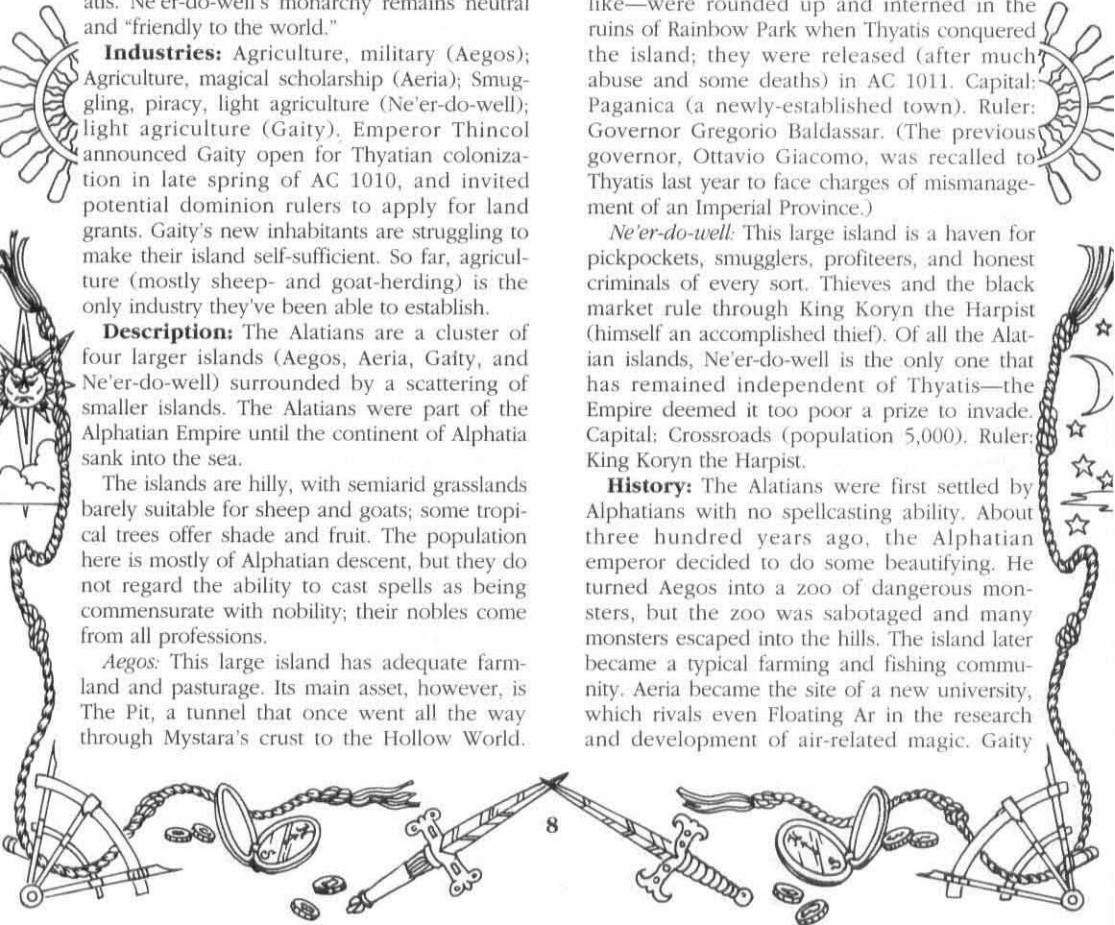 atis. Ne'er-do-well's monarchy remains neutral
and “friendly to the world.”
Industries: Agriculture, military (Aegos);
Agriculture, magical scholarship (Aeria); Smug-
gling, piracy, light agriculture (Ne'er-do-well);
light agriculture (Gaity). Emperor Thincol
announced Gaity open for Thyatian coloniza-
tion in late spring of AC 1010, and invited
potential dominion rulers to apply for land
grants. Gaity's new inhabitants are struggling to
make their island self-sufficient. So far, agricul-
ture (mostly sheep- and goat-herding) is the
only industry they've been able to establish.
Description: The Alatians are a cluster of
four larger islands (Aegos, Aeria, Gaity, and
Ne'er-do-well) surrounded by a scattering of
smaller islands. The Alatians were part of the
Alphatian Empire until the continent of Alphatia
sank into the sea.
The islands are hilly, with semiarid grasslands
barely suitable for sheep and goats; some tropi-
cal trees offer shade and fruit. The population
here is mostly of Alphatian descent, but they do
not regard the ability to cast spells as being
commensurate with nobility; their nobles come
from all professions.
Aegos: This large island has adequate farm-
land and pasturage. Its main asset, however, is
The Pit, a tunnel that once went all the way
through Mystara's crust to the Hollow World.
like—were rounded up and interned in the
ruins of Rainbow Park when Thyatis conquered
the island; they were released (after much
abuse and some deaths) in AC 1011. Capital:
Paganica (a newly-established town). Ruler:
Governor Gregorio Baldassar. (The previous
governor, Ottavio Giacomo, was recalled to
Thyatis last year to face charges of mismanage-
ment of an Imperial Province.)
Ne'er-do-well: This large island is a haven for
pickpockets, smugglers, profiteers, and honest
criminals of every sort. Thieves and the black
market rule through King Koryn the Harpist
(himself an accomplished thief). Of all the Alat-
ian islands, Ne'er-do-well is the only one that
has remained independent of Thyatis—the
Empire deemed it too poor a prize to invade.
Capital: Crossroads (population 5,000). Ruler:
King Koryn the Harpist.
History: The Alatians were first settled by
Alphatians with no spellcasting ability. About
three hundred years ago, the Alphatian
emperor decided to do some beautifying. He
turned Aegos into a zoo of dangerous mon-
sters, but the zoo was sabotaged and many
monsters escaped into the hills. The island later
became a typical farming and fishing commu-
nity. Aeria became the site of a new university,
which rivals even Floating Ar in the research
and development of air-related magic. Gaity
8